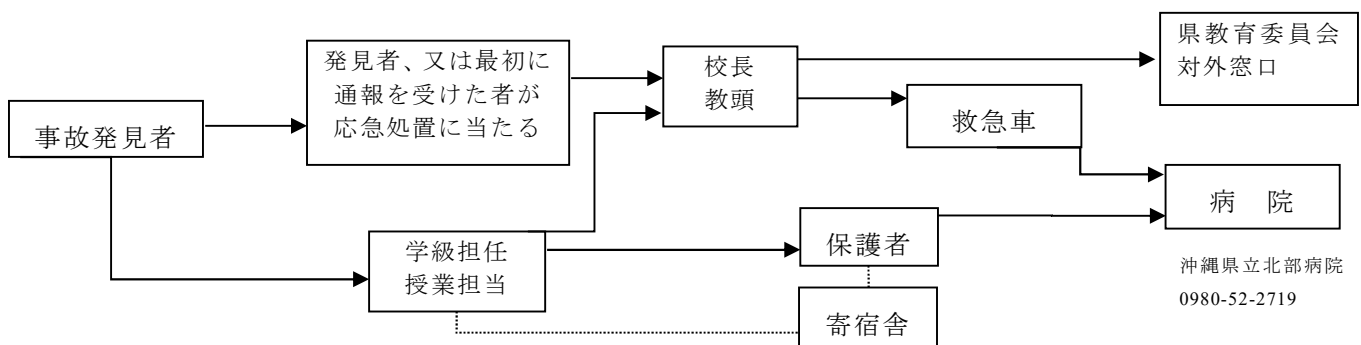 事故発見者
発見者、又は最初に
通報を受けた者が
応急処置に当たる
校長
教頭
県教育委員会
対外窓口
救急車
病　院
沖縄県立北部病院
0980-52-2719
学級担任
授業担当
保護者
寄宿舎